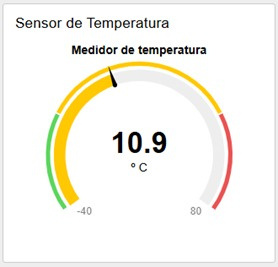 Sensor de Temperatura
Medidor de temperatura
10.9
º C
-40 80